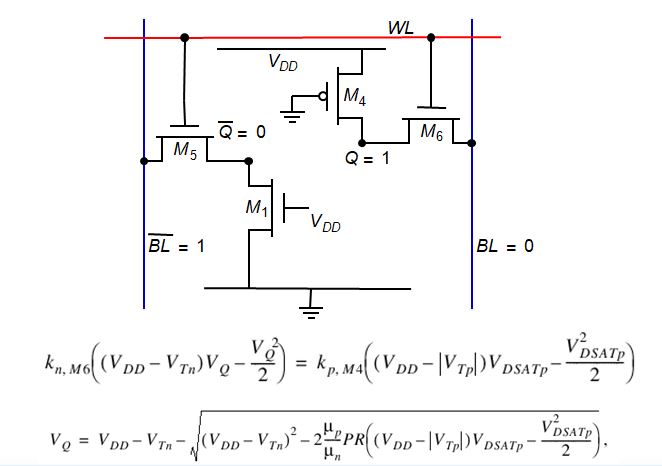 WL
V_{DD}
M_4
\overline{Q} = 0
M_6
M_5
Q = 1
M_1
V_{DD}
\overline{BL} = 1
BL = 0
k_{n, M6}\left((V_{DD} - V_{Tn})V_Q - \frac{V_Q^2}{2}\right) = k_{p, M4}\left((V_{DD} - |V_{Tp}|)V_{DSATp} - \frac{V_{DSATp}^2}{2}\right)
V_Q = V_{DD} - V_{Tn} - \sqrt{(V_{DD} - V_{Tn})^2 - 2\frac{\mu_p}{\mu_n}PR\left((V_{DD} - |V_{Tp}|)V_{DSATp} - \frac{V_{DSATp}^2}{2}\right)},